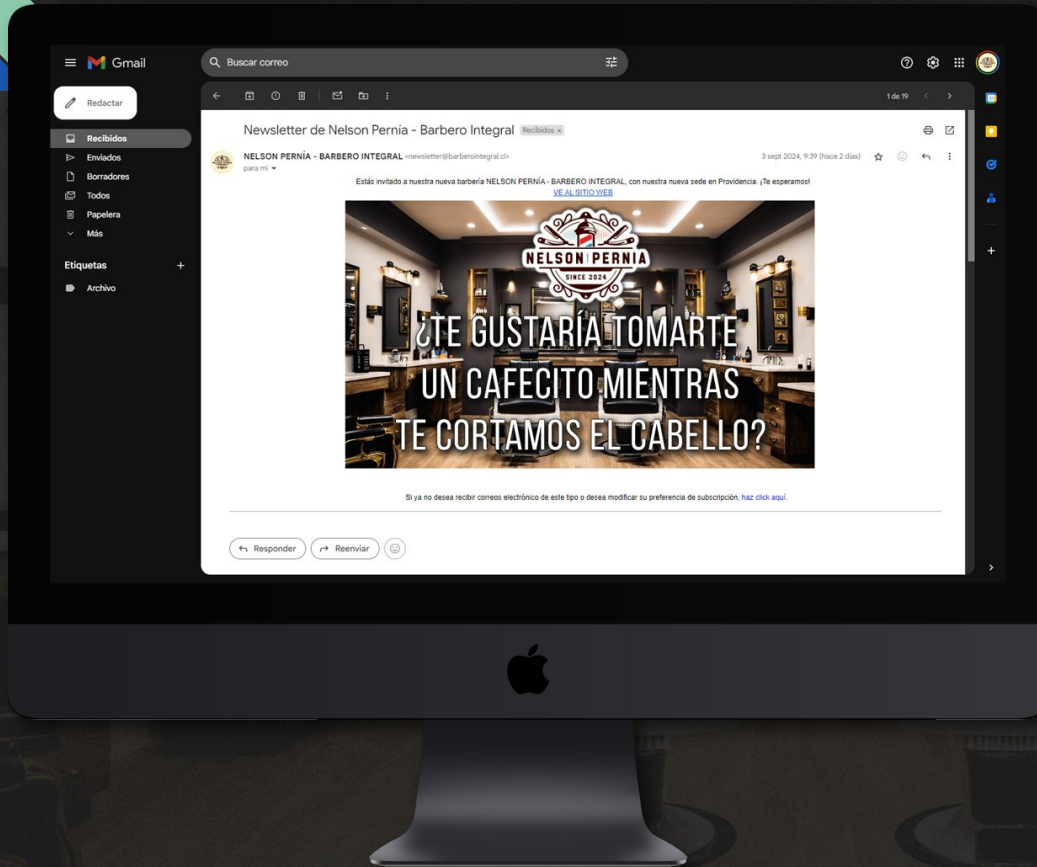 Gmail
Buscar correo
Redactar
1 de 19
Recibidos
Enviados
Borradores
Todos
Papelera
Más
Etiquetas
Archivo
Newsletter de Nelson Pernía - Barbero Integral Recibidos x
NELSON PERNÍA - BARBERO INTEGRAL <newsletter@barberointegral.cl>
3 sept 2024, 9:39 (hace 2 días)
para mí
Estás invitado a nuestra nueva barbería NELSON PERNÍA - BARBERO INTEGRAL, con nuestra nueva sede en Providencia. ¡Te esperamos!
VE AL SITIO WEB
NELSON PERNIA
SINCE 2024
¿TE GUSTARÍA TOMARTE
UN CAFECITO MIENTRAS
TE CORTAMOS EL CABELLO?
Si ya no desea recibir correos electrónico de este tipo o desea modificar su preferencia de subscripción, haz click aquí.
Responder
Reenviar